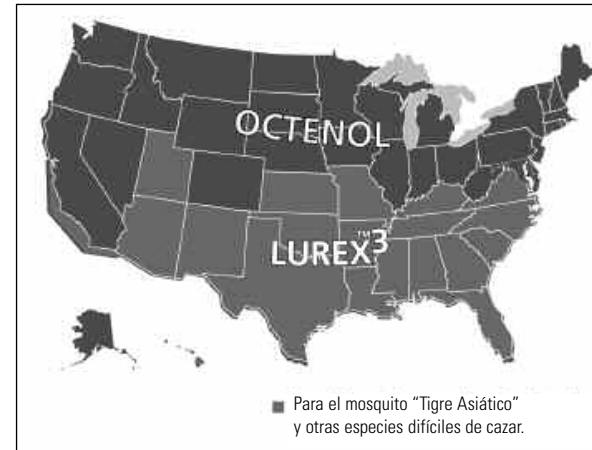 OCTENOL
LUREX™3
Para el mosquito “Tigre Asiático”
y otras especies difíciles de cazar.